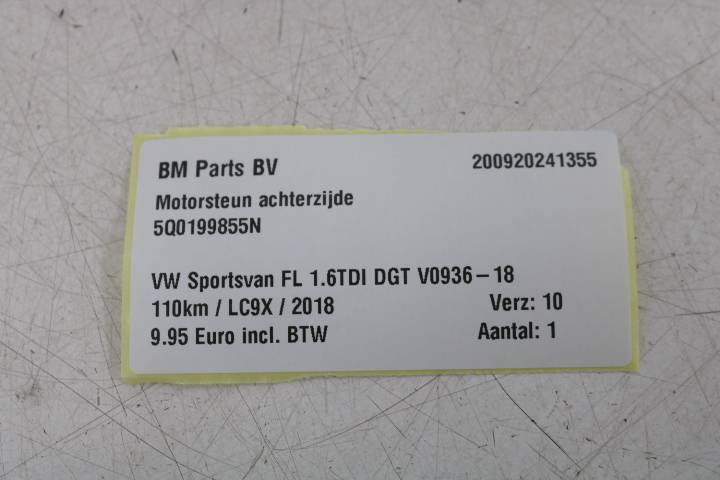 BM Parts BV 200920241355
Motorsteun achterzijde
5Q0199855N
VW Sportsvan FL 1.6TDI DGT V0936-18
110km / LC9X / 2018 Verz: 10
9.95 Euro incl. BTW Aantal: 1